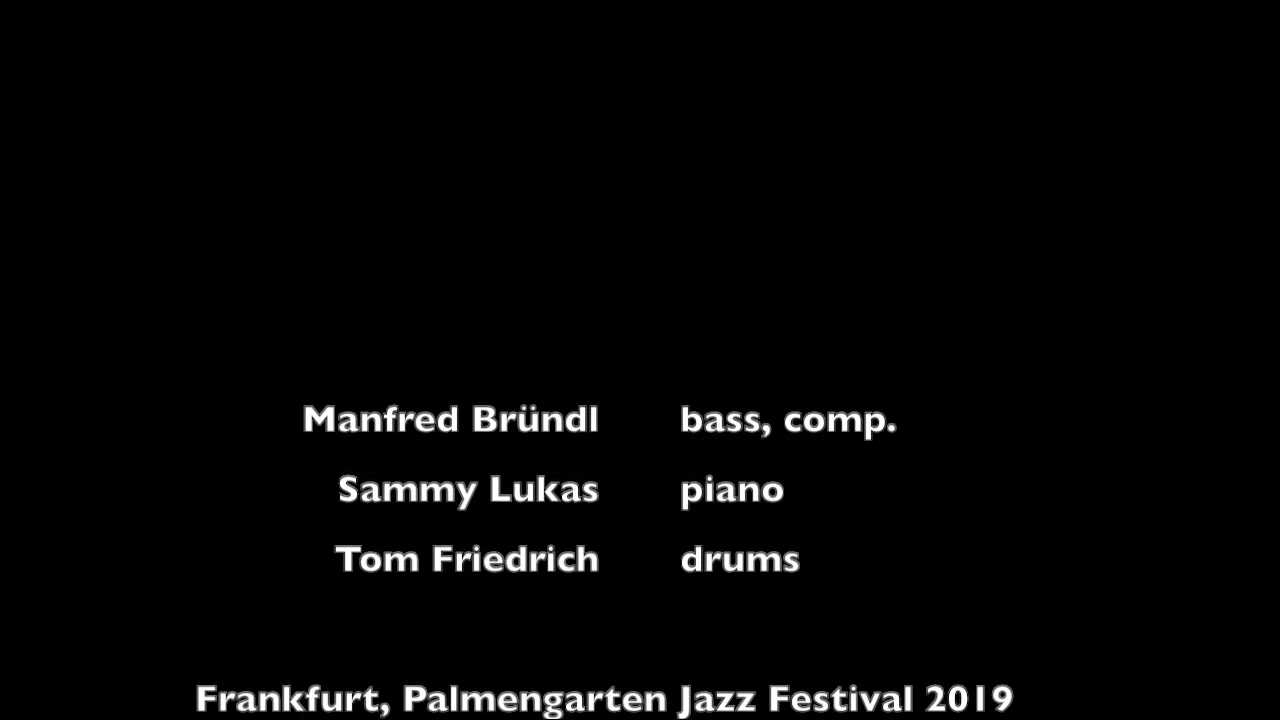 Manfred Bründl bass, comp.
Sammy Lukas piano
Tom Friedrich drums
Frankfurt, Palmengarten Jazz Festival 2019